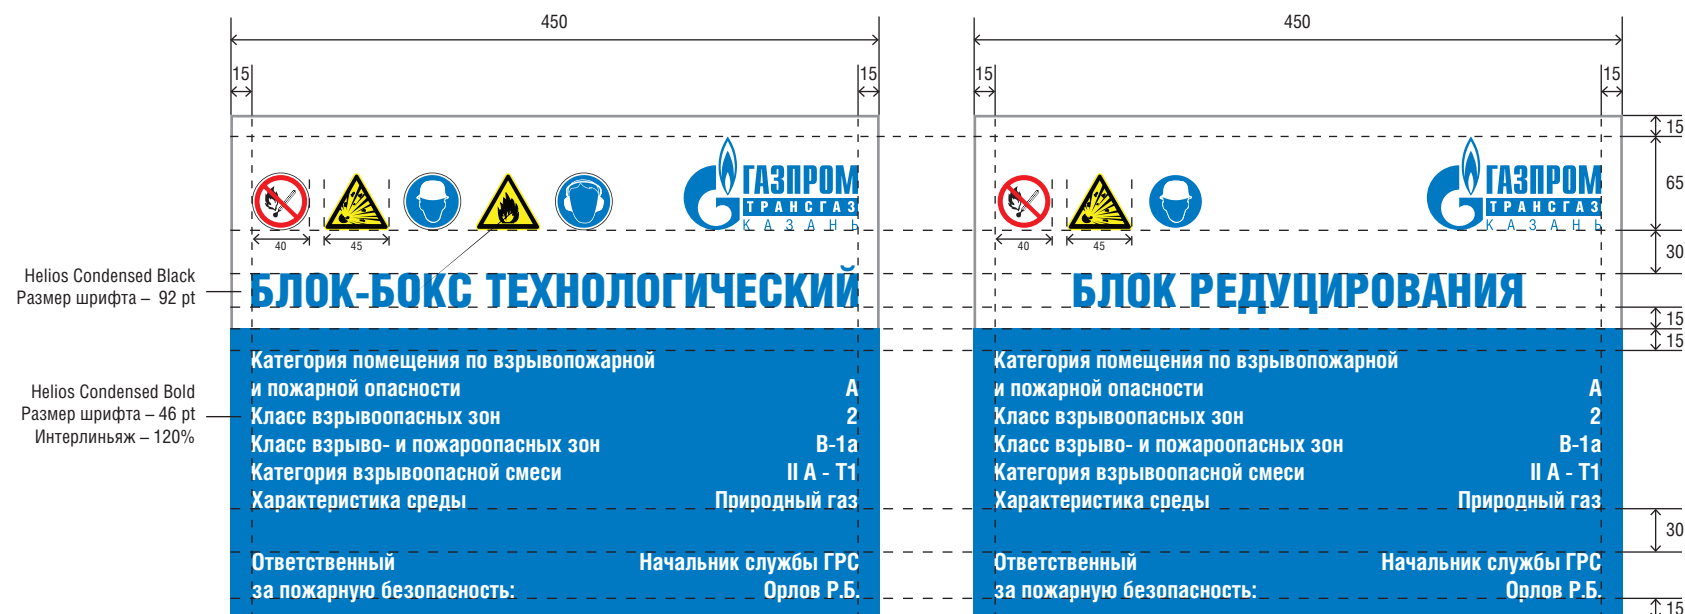 450
450
15
15
15
15
15
65
30
15
15
30
15
ГАЗПРОМ
ТРАНСГАЗ
КАЗАНЬ
40
45
Helios Condensed Black
Размер шрифта – 92 pt
БЛОК-БОКС ТЕХНОЛОГИЧЕСКИЙ
Helios Condensed Bold
Размер шрифта – 46 pt
Интерлиньяж – 120%
Категория помещения по взрывопожарной
и пожарной опасности А
Класс взрывоопасных зон 2
Класс взрыво- и пожароопасных зон В-1а
Категория взрывоопасной смеси II А - Т1
Характеристика среды Природный газ
Ответственный Начальник службы ГРС
за пожарную безопасность: Орлов Р.Б.
ГАЗПРОМ
ТРАНСГАЗ
КАЗАНЬ
40
45
БЛОК РЕДУЦИРОВАНИЯ
Категория помещения по взрывопожарной
и пожарной опасности А
Класс взрывоопасных зон 2
Класс взрыво- и пожароопасных зон В-1а
Категория взрывоопасной смеси II А - Т1
Характеристика среды Природный газ
Ответственный Начальник службы ГРС
за пожарную безопасность: Орлов Р.Б.